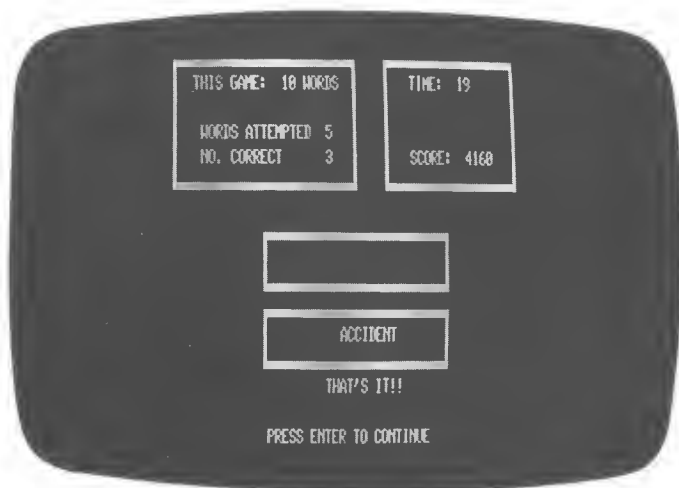 THIS GAME: 10 WORDS
WORDS ATTEMPTED 5
NO. CORRECT 3
TIME: 19
SCORE: 4160
ACCIDENT
THAT'S IT!!
PRESS ENTER TO CONTINUE